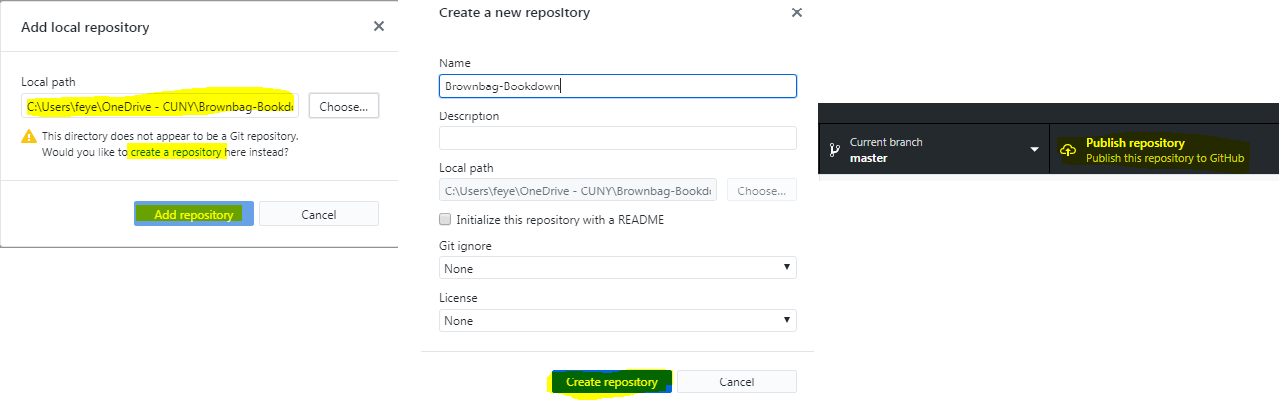 Add local repository
Local path
C:\Users\feye\OneDrive - CUNY\Brownbag-Bookd
Choose...
This directory does not appear to be a Git repository.
Would you like to create a repository here instead?
Add repository
Cancel
Create a new repository
Name
Brownbag-Bookdown
Description
Local path
C:\Users\feye\OneDrive - CUNY\Brownbag-Bookd
Choose...
Initialize this repository with a README
Git ignore
None
License
None
Create repository
Cancel
Current branch
master
Publish repository
Publish this repository to GitHub